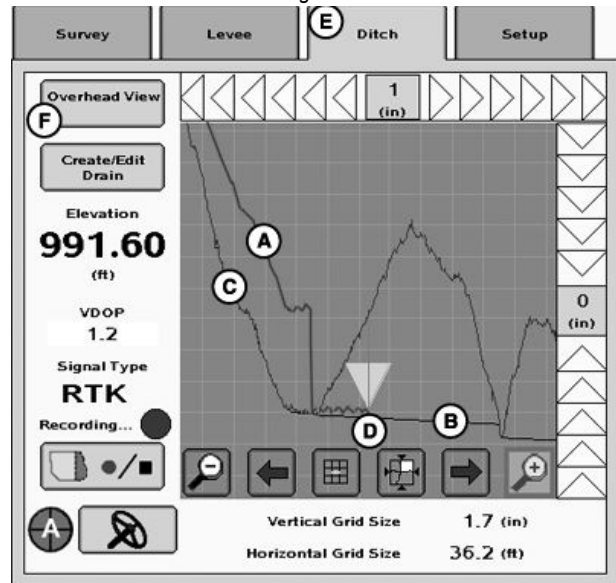 E
Survey
Levee
Ditch
Setup
Overhead View
F
1
(in)
Create/Edit
Drain
Elevation
991.60
(ft)
A
C
VDOP
1.2
0
(in)
Signal Type
RTK
Recording...
B
D
/
A
Vertical Grid Size 1.7 (in)
Horizontal Grid Size 36.2 (ft)